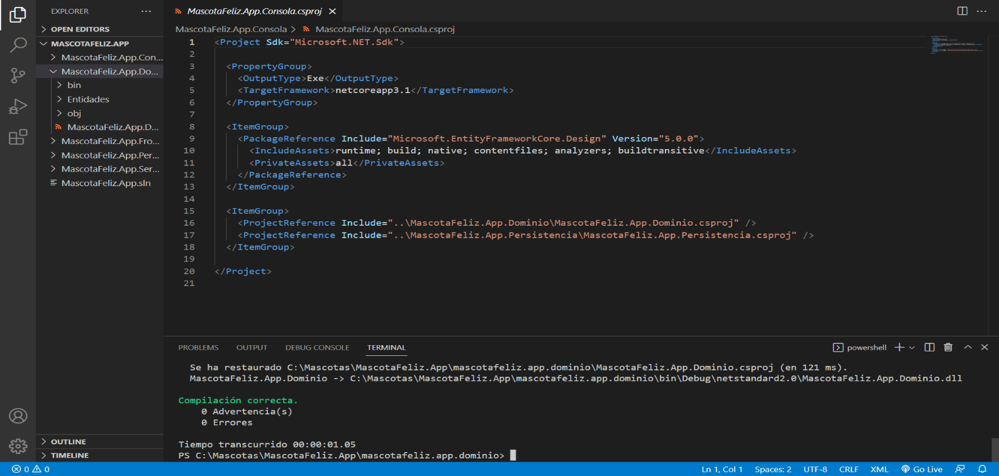 EXPLORER ···
OPEN EDITORS
MASCOTAFELIZ.APP
MascotaFeliz.App.Con...
MascotaFeliz.App.Do...
bin
Entidades
obj
MascotaFeliz.App.D...
MascotaFeliz.App.Fro...
MascotaFeliz.App.Per...
MascotaFeliz.App.Ser...
MascotaFeliz.App.sln
OUTLINE
TIMELINE
MascotaFeliz.App.Consola.csproj
MascotaFeliz.App.Consola > MascotaFeliz.App.Consola.csproj
1 <Project Sdk="Microsoft.NET.Sdk">
2
3 <PropertyGroup>
4 <OutputType>Exe</OutputType>
5 <TargetFramework>netcoreapp3.1</TargetFramework>
6 </PropertyGroup>
7
8 <ItemGroup>
9 <PackageReference Include="Microsoft.EntityFrameworkCore.Design" Version="5.0.0">
10 <IncludeAssets>runtime; build; native; contentfiles; analyzers; buildtransitive</IncludeAssets>
11 <PrivateAssets>all</PrivateAssets>
12 </PackageReference>
13 </ItemGroup>
14
15 <ItemGroup>
16 <ProjectReference Include="..\MascotaFeliz.App.Dominio\MascotaFeliz.App.Dominio.csproj" />
17 <ProjectReference Include="..\MascotaFeliz.App.Persistencia\MascotaFeliz.App.Persistencia.csproj" />
18 </ItemGroup>
19
20 </Project>
21
PROBLEMS OUTPUT DEBUG CONSOLE TERMINAL powershell
Se ha restaurado C:\Mascotas\MascotaFeliz.App\mascotafeliz.app.dominio\MascotaFeliz.App.Dominio.csproj (en 121 ms).
MascotaFeliz.App.Dominio -> C:\Mascotas\MascotaFeliz.App\mascotafeliz.app.dominio\bin\Debug\netstandard2.0\MascotaFeliz.App.Dominio.dll
Compilación correcta.
0 Advertencia(s)
0 Errores
Tiempo transcurrido 00:00:01.05
PS C:\Mascotas\MascotaFeliz.App\mascotafeliz.app.dominio>
0 0 Ln 1, Col 1 Spaces: 2 UTF-8 CRLF XML Go Live